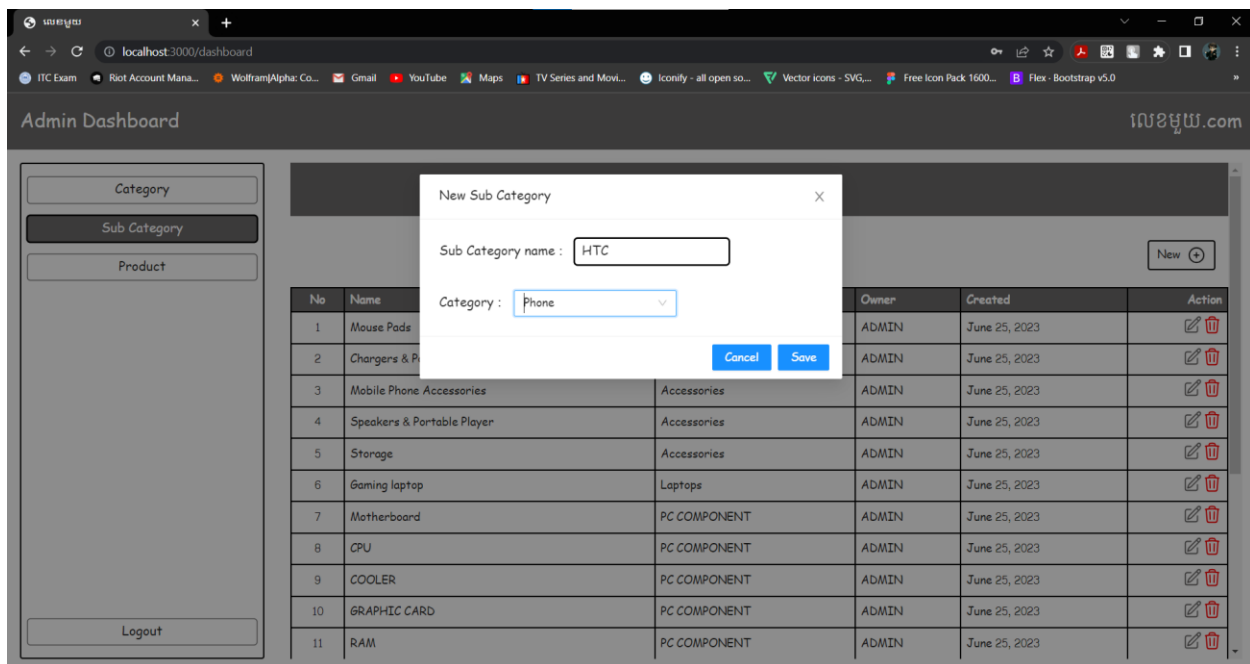 លេខមួយ
localhost:3000/dashboard
ITC Exam Riot Account Mana... Wolfram|Alpha: Co... Gmail YouTube Maps TV Series and Movi... Iconify - all open so... Vector icons - SVG,... Free Icon Pack 1600... B Flex · Bootstrap v5.0 »
Admin Dashboard លេខមួយ.com
Category
Sub Category
Product
Logout
New Sub Category
Sub Category name : HTC
Category : Phone
Cancel Save
New
No Name Owner Created Action
1 Mouse Pads ADMIN June 25, 2023
2 Chargers & P ADMIN June 25, 2023
3 Mobile Phone Accessories Accessories ADMIN June 25, 2023
4 Speakers & Portable Player Accessories ADMIN June 25, 2023
5 Storage Accessories ADMIN June 25, 2023
6 Gaming laptop Laptops ADMIN June 25, 2023
7 Motherboard PC COMPONENT ADMIN June 25, 2023
8 CPU PC COMPONENT ADMIN June 25, 2023
9 COOLER PC COMPONENT ADMIN June 25, 2023
10 GRAPHIC CARD PC COMPONENT ADMIN June 25, 2023
11 RAM PC COMPONENT ADMIN June 25, 2023